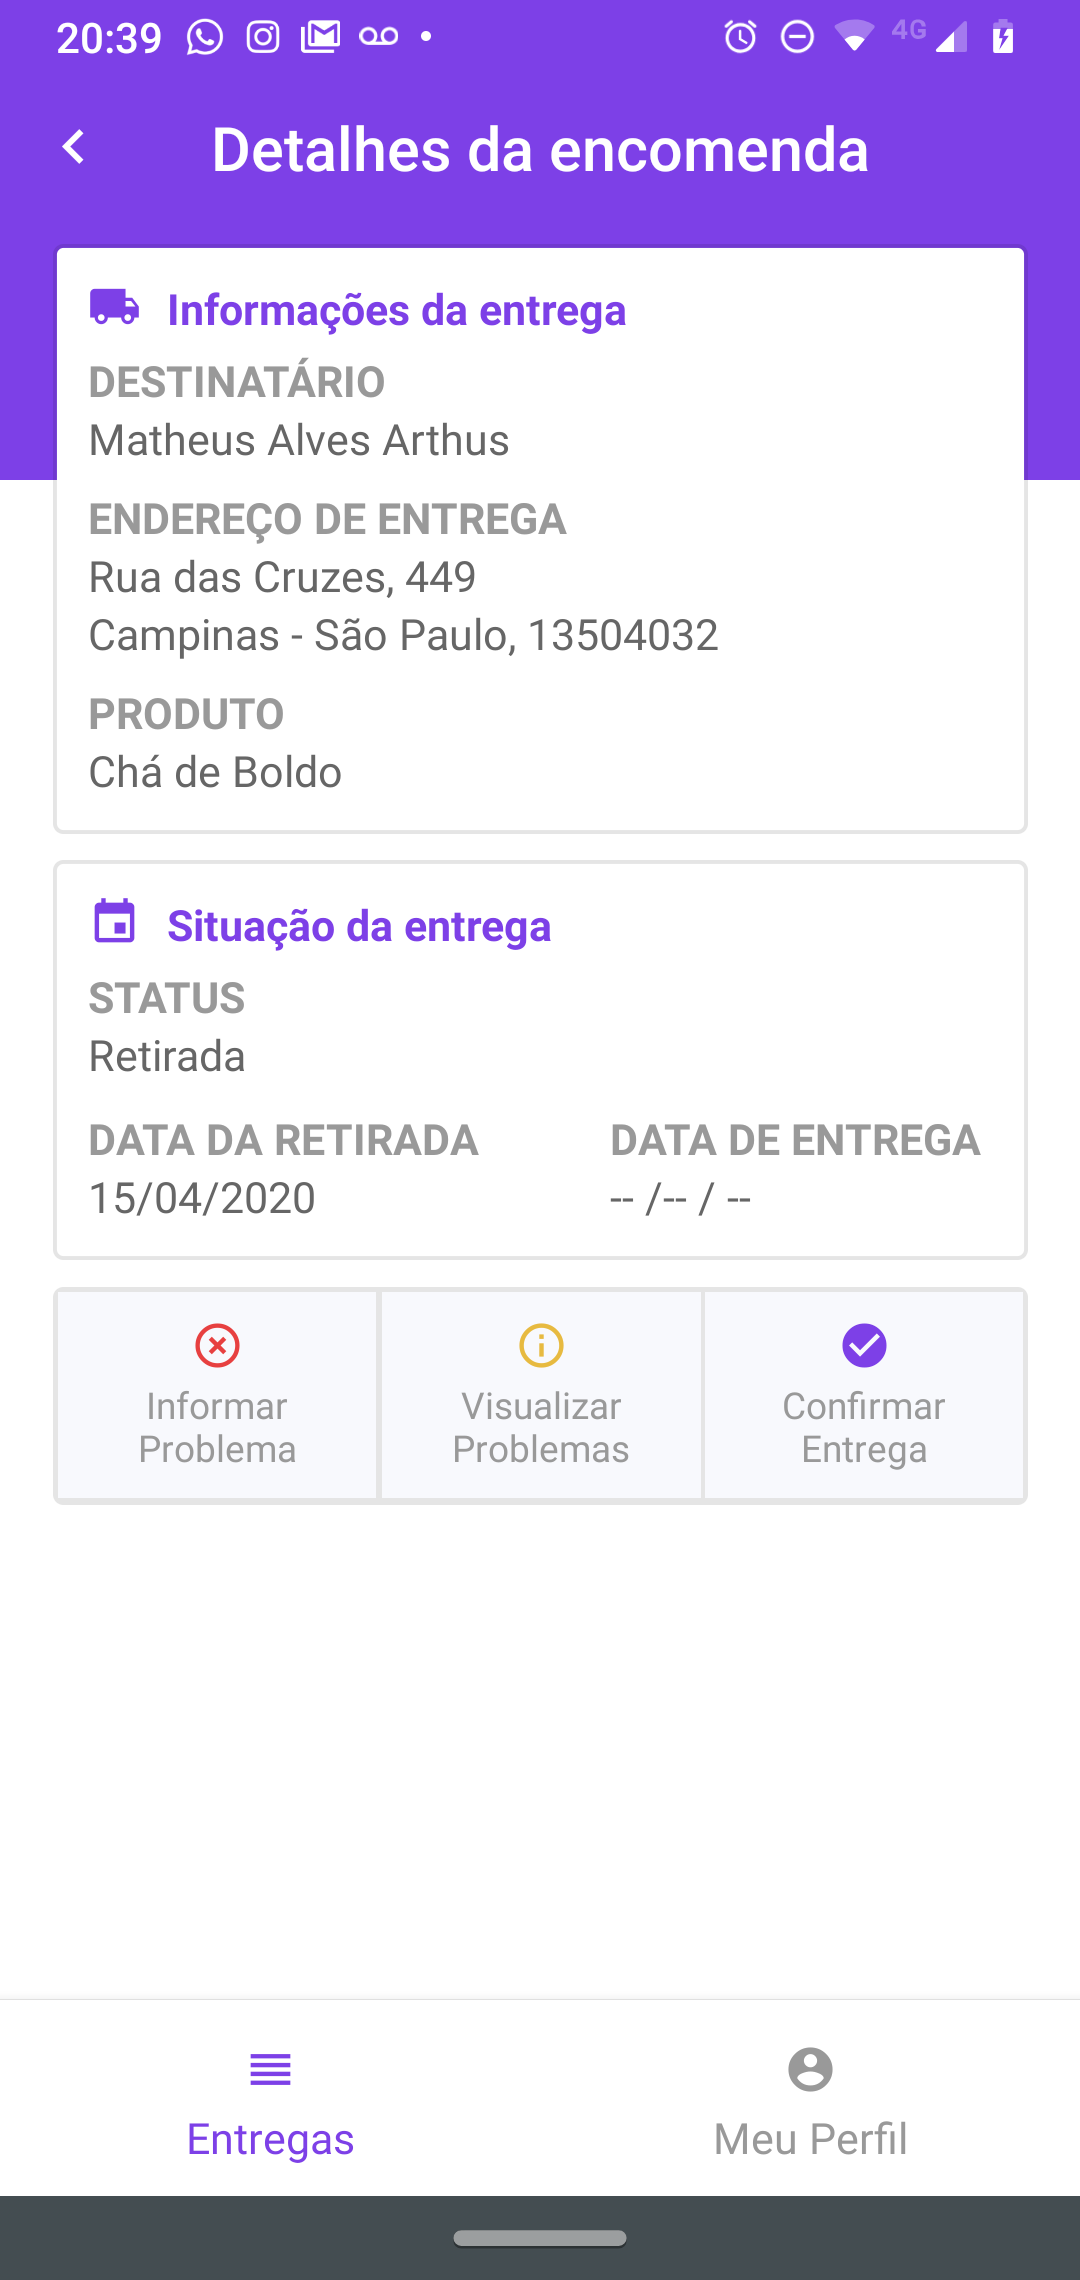 20:39
4G
Detalhes da encomenda
Informações da entrega
DESTINATÁRIO
Matheus Alves Arthus
ENDEREÇO DE ENTREGA
Rua das Cruzes, 449
Campinas - São Paulo, 13504032
PRODUTO
Chá de Boldo
Situação da entrega
STATUS
Retirada
DATA DA RETIRADA
15/04/2020
DATA DE ENTREGA
-- /-- / --
Informar
Problema
Visualizar
Problemas
Confirmar
Entrega
Entregas
Meu Perfil